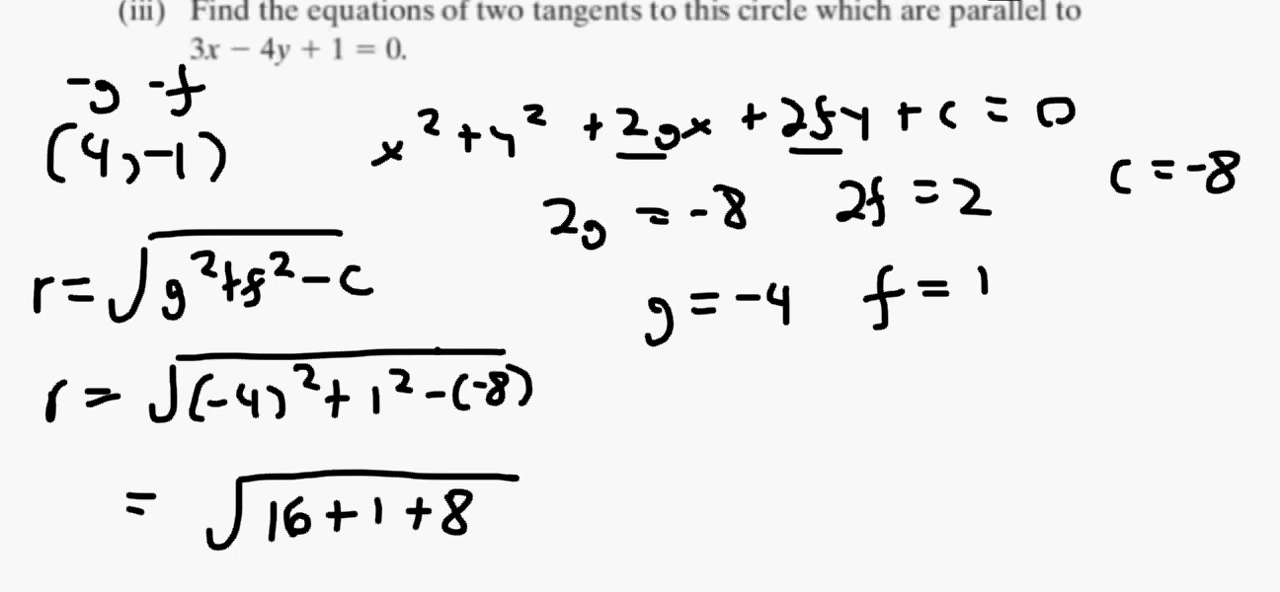 (iii) Find the equations of two tangents to this circle which are parallel to
3x − 4y + 1 = 0.
-g -f
(4,-1)
x² + y² + 2gx + 2fy + c = 0
2g = -8 2f = 2 c = -8
g = -4 f = 1
r = √g²+f²-c
r = √(-4)²+1²-(-8)
= √16+1+8